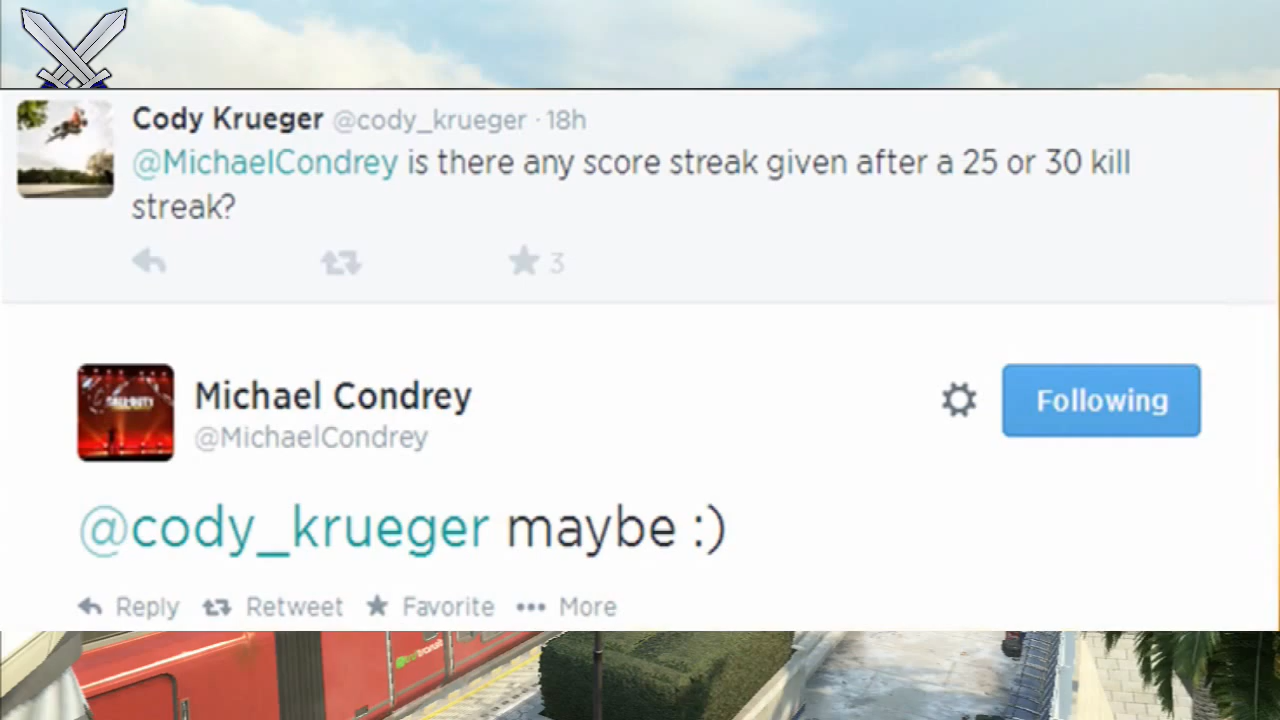 Cody Krueger @cody_krueger · 18h
@MichaelCondrey is there any score streak given after a 25 or 30 kill
streak?
3
Michael Condrey
@MichaelCondrey
Following
@cody_krueger maybe :)
Reply Retweet Favorite More